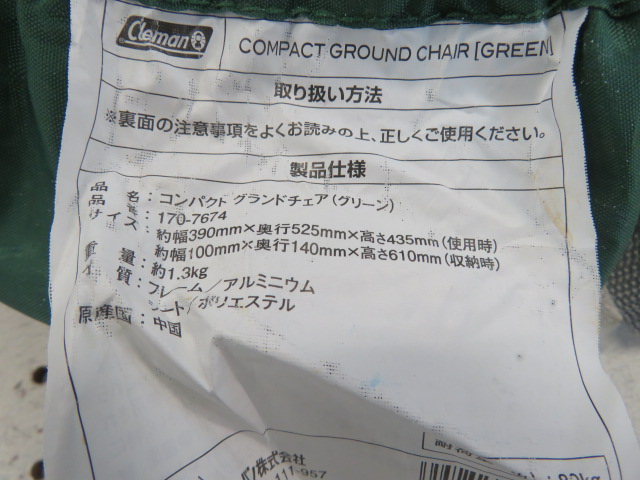 Coleman
COMPACT GROUND CHAIR [GREEN]
取り扱い方法
※裏面の注意事項をよくお読みの上、正しくご使用ください。
製品仕様
品 名：コンパクト グランドチェア（グリーン）
品 ：170-7674
サイズ：約幅390mm×奥行525mm×高さ435mm（使用時）
約幅100mm×奥行140mm×高さ610mm（収納時）
重 量：約1.3kg
質：フレーム／アルミニウム
シート／ポリエステル
原産国：中国
株式会社
-957